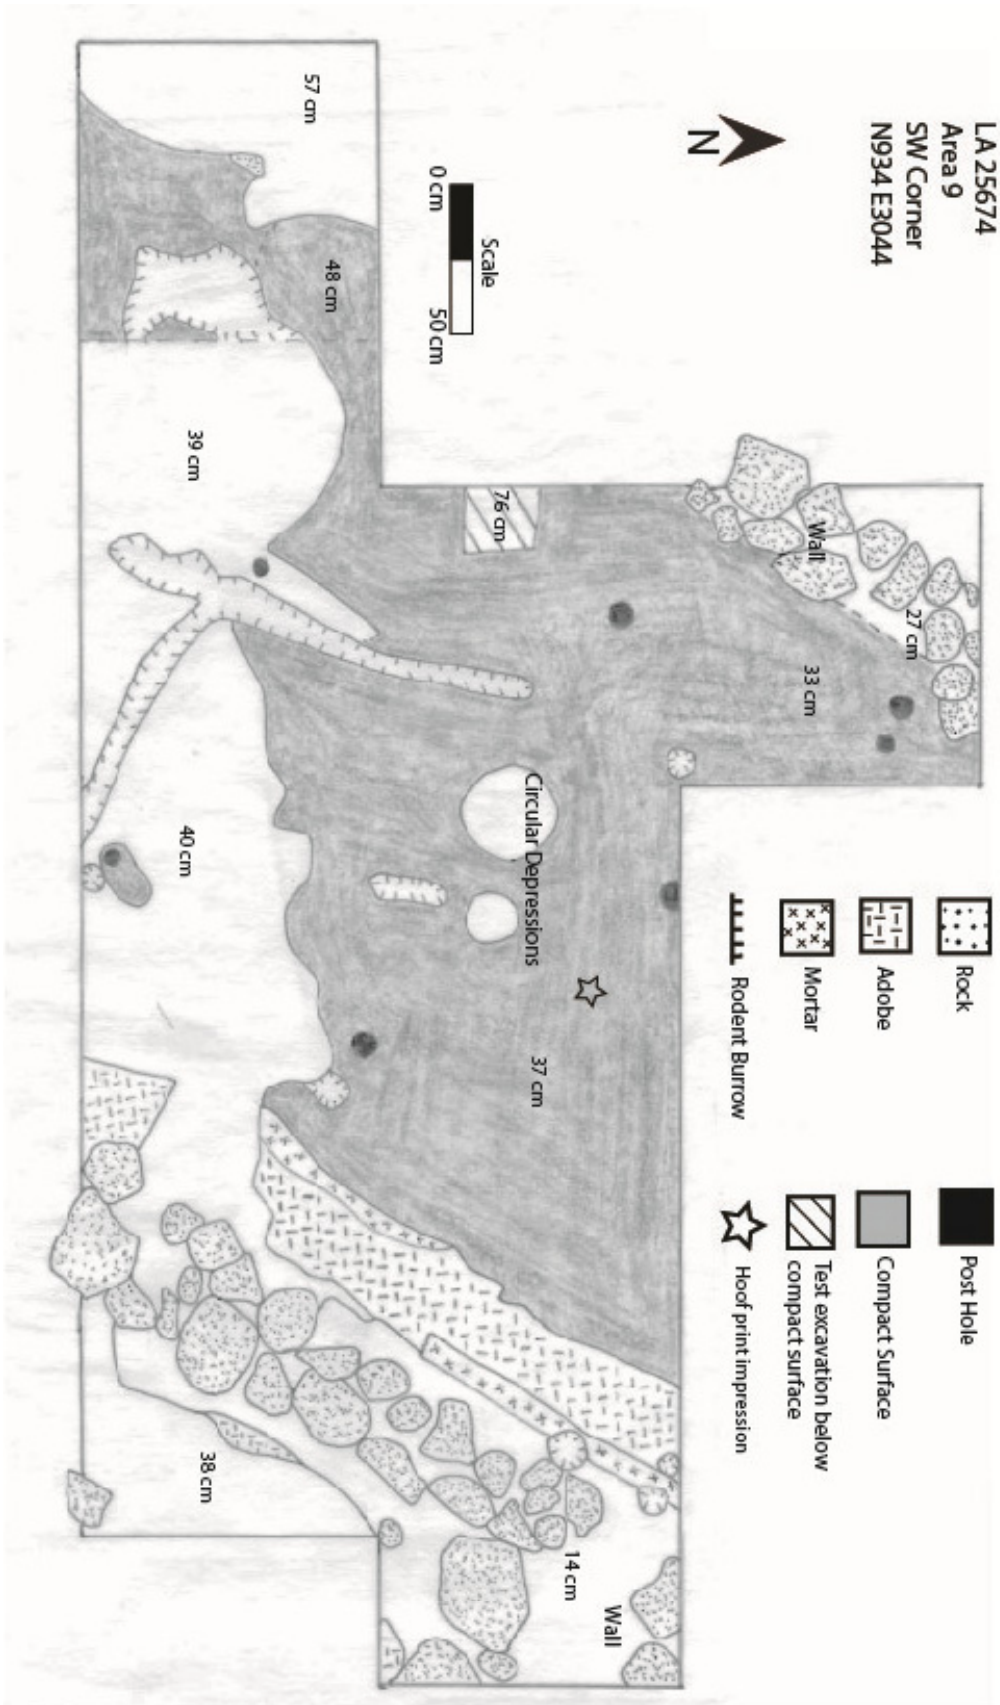 LA 25674
Area 9
SW Corner
N934 E3044
N
Scale
0 cm
50 cm
57 cm
48 cm
39 cm
76 cm
Wall
27 cm
33 cm
Circular Depressions
40 cm
37 cm
38 cm
14 cm
Wall
Rock
Adobe
Mortar
Rodent Burrow
Post Hole
Compact Surface
Test excavation below
compact surface
Hoof print impression